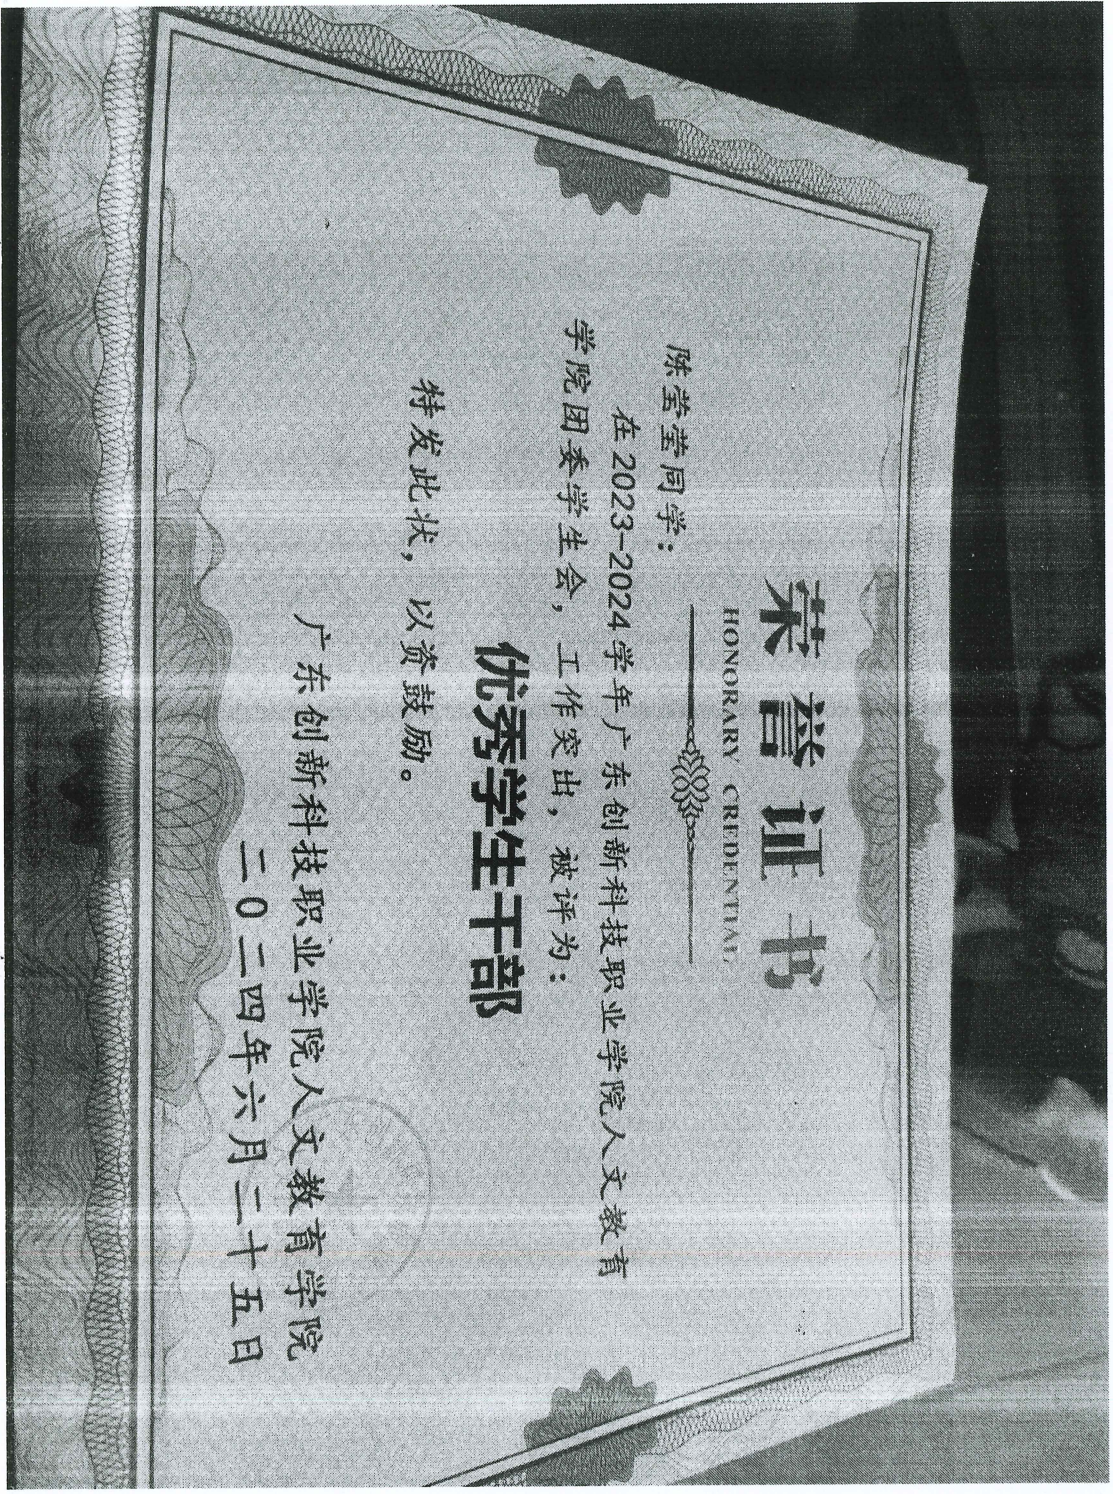 荣誉证书
HONORARY CREDENTIAL
陈莹莹同学：
在2023-2024学年广东创新科技职业学院人文教育
学院团委学生会，工作突出，被评为：
优秀学生干部
特发此状，以资鼓励。
广东创新科技职业学院人文教育学院
二0二四年六月二十五日